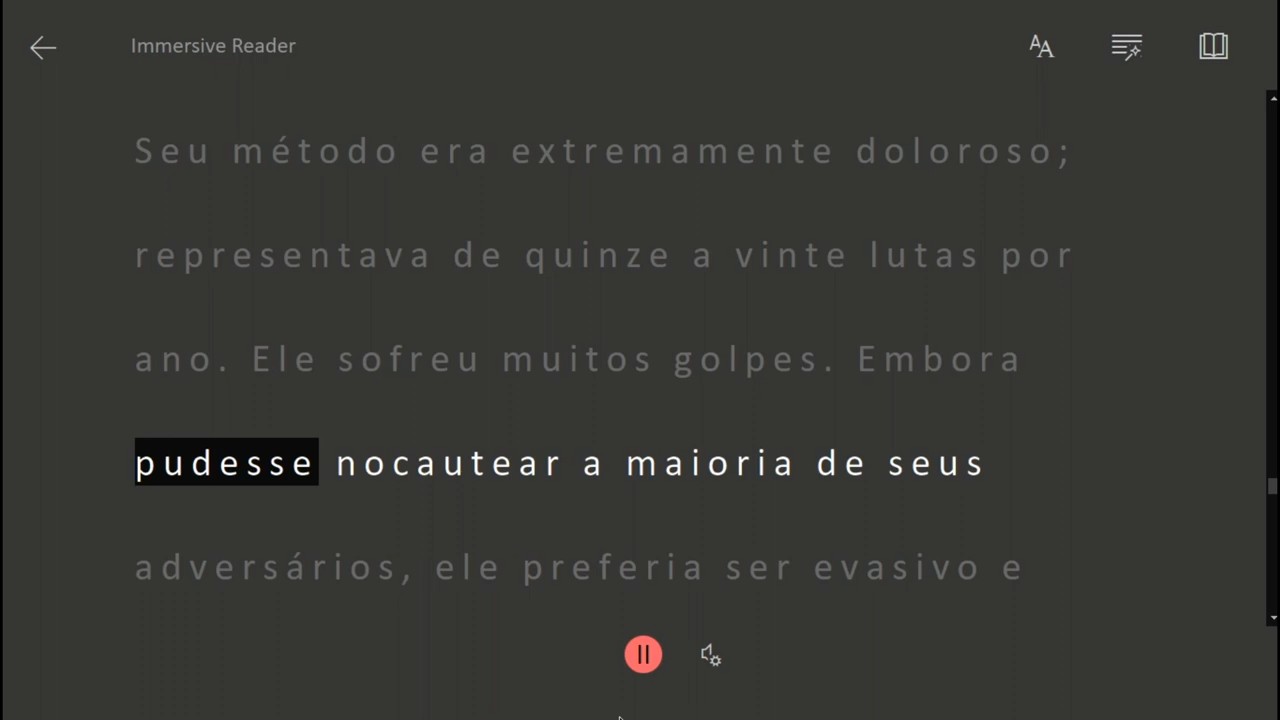 Immersive Reader
Seu método era extremamente doloroso;
representava de quinze a vinte lutas por
ano. Ele sofreu muitos golpes. Embora
pudesse nocautear a maioria de seus
adversários, ele preferia ser evasivo e